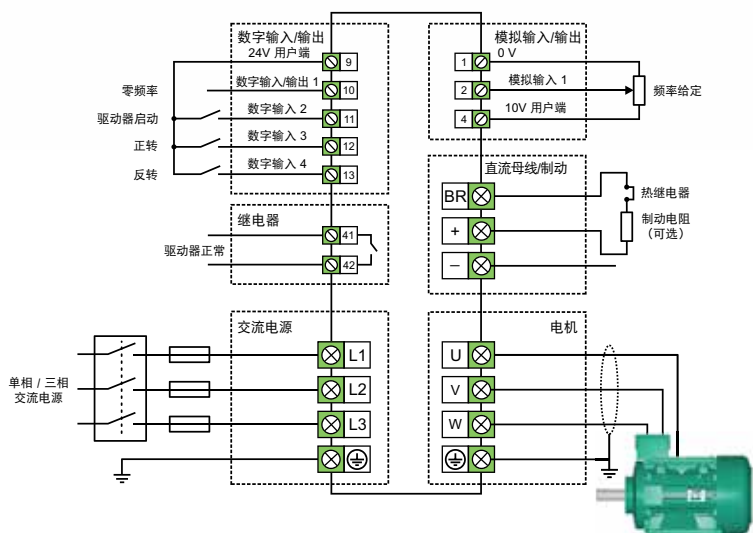 数字输入/输出
24V 用户端
9
零频率
数字输入/输出 1
10
驱动器启动
数字输入 2
11
正转
数字输入 3
12
反转
数字输入 4
13
继电器
41
驱动器正常
42
交流电源
单相 / 三相
交流电源
L1
L2
L3
模拟输入/输出
0 V
1
模拟输入 1
2
频率给定
10V 用户端
4
直流母线/制动
BR
热继电器
+
制动电阻
(可选)
−
电机
U
V
W